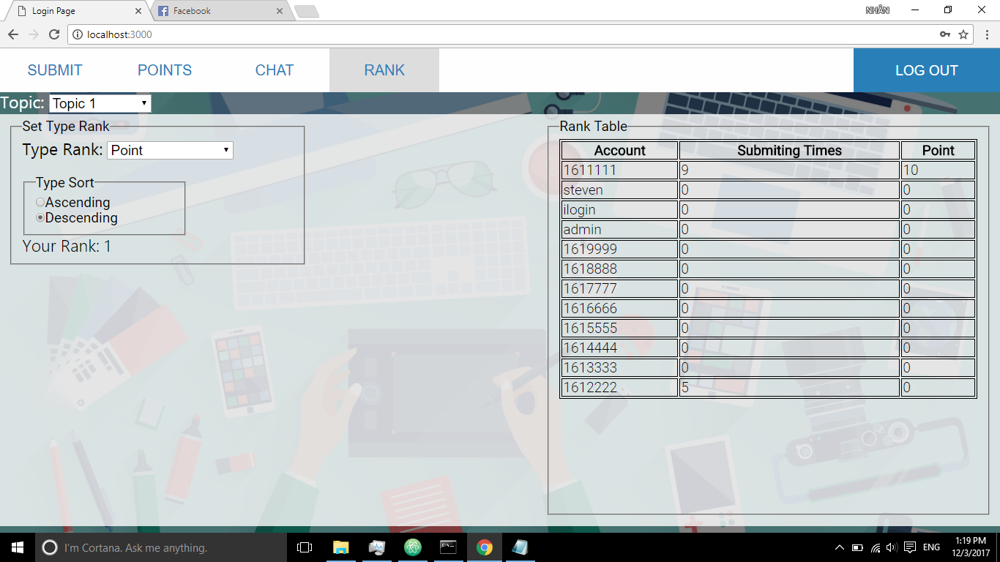 Login Page
Facebook
NHÂN
localhost:3000
SUBMIT POINTS CHAT RANK LOG OUT
Topic: Topic 1
Set Type Rank
Type Rank: Point
Type Sort
Ascending
Descending
Your Rank: 1
Rank Table
Account Submiting Times Point
1611111 9 10
steven 0 0
ilogin 0 0
admin 0 0
1619999 0 0
1618888 0 0
1617777 0 0
1616666 0 0
1615555 0 0
1614444 0 0
1613333 0 0
1612222 5 0
I'm Cortana. Ask me anything.
ENG
1:19 PM
12/3/2017